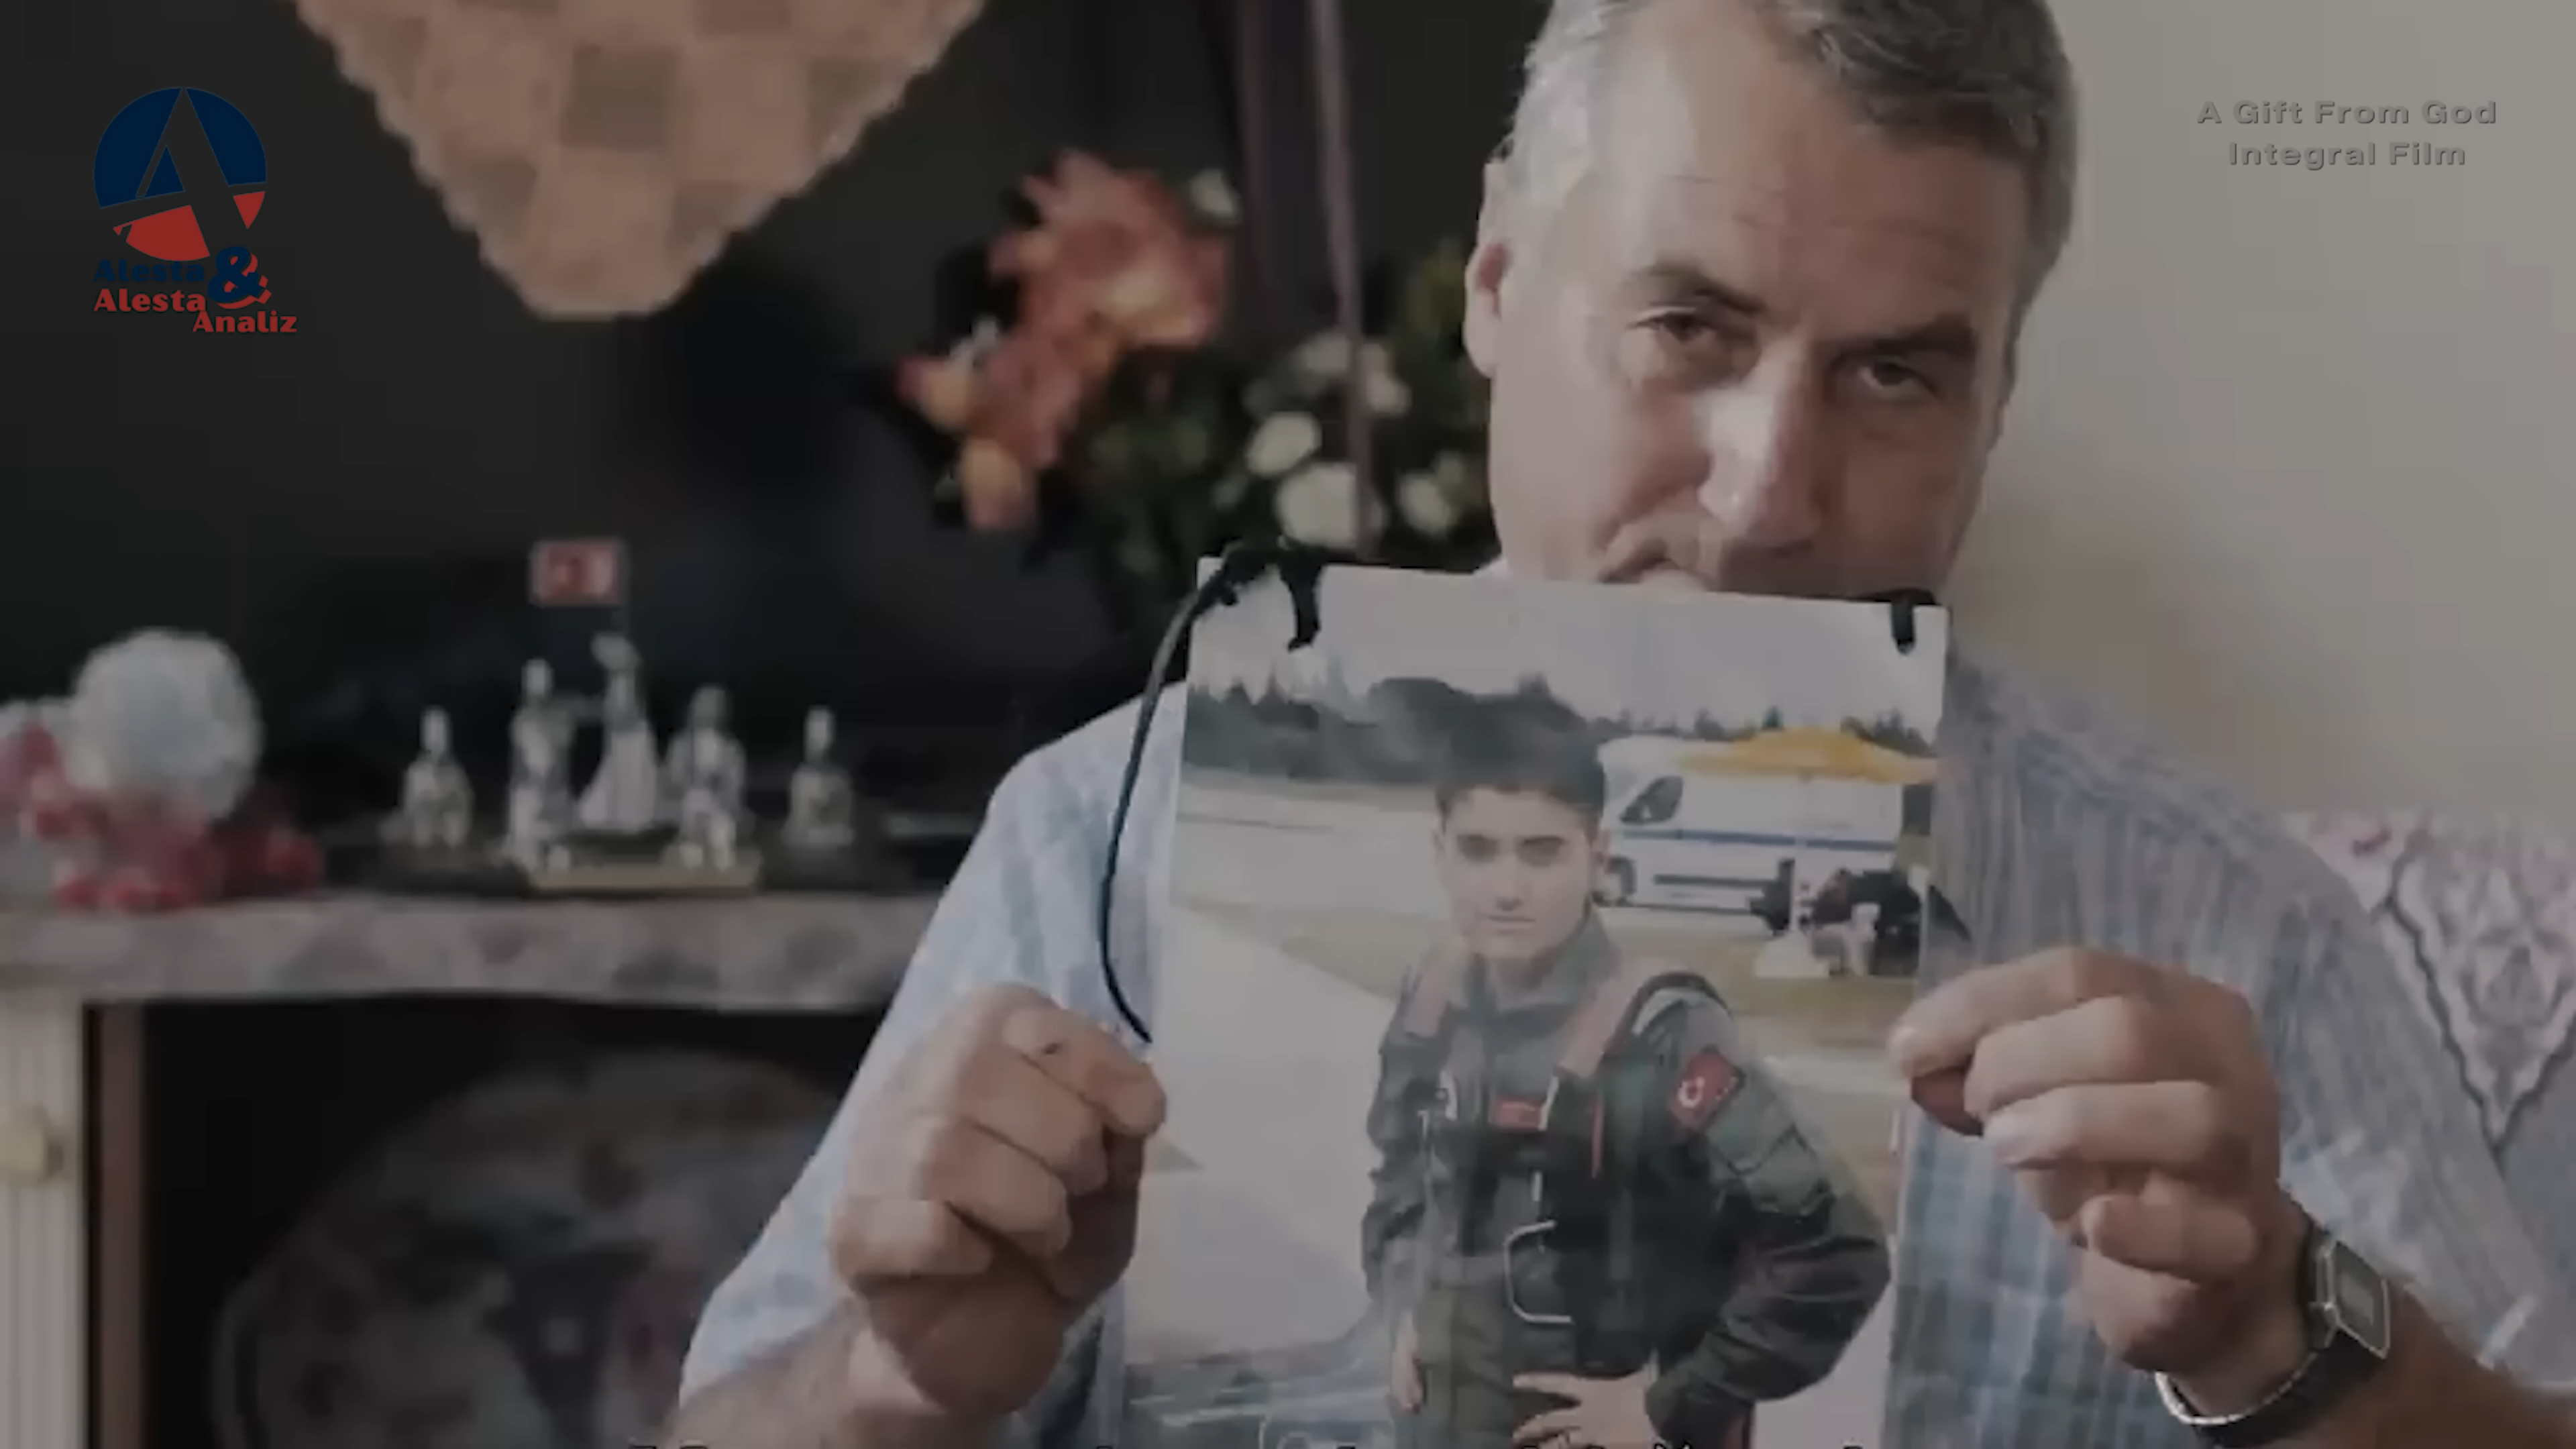 A Gift From God
Integral Film
Alesta &
Alesta
Analiz